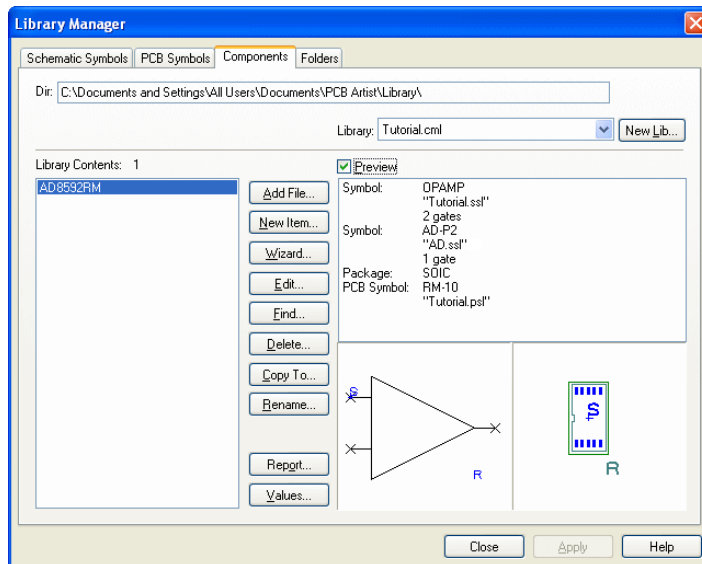 Library Manager
Schematic Symbols PCB Symbols Components Folders
Dir: C:\Documents and Settings\All Users\Documents\PCB Artist\Library\
Library: Tutorial.cml New Lib...
Library Contents: 1 Preview
AD8592RM
Add File...
New Item...
Wizard...
Edit...
Find...
Delete...
Copy To...
Rename...
Report...
Values...
Symbol: OPAMP
"Tutorial.ssl"
2 gates
Symbol: AD-P2
"AD.ssl"
1 gate
Package: SOIC
PCB Symbol: RM-10
"Tutorial.psl"
S
R
S
R
Close Apply Help